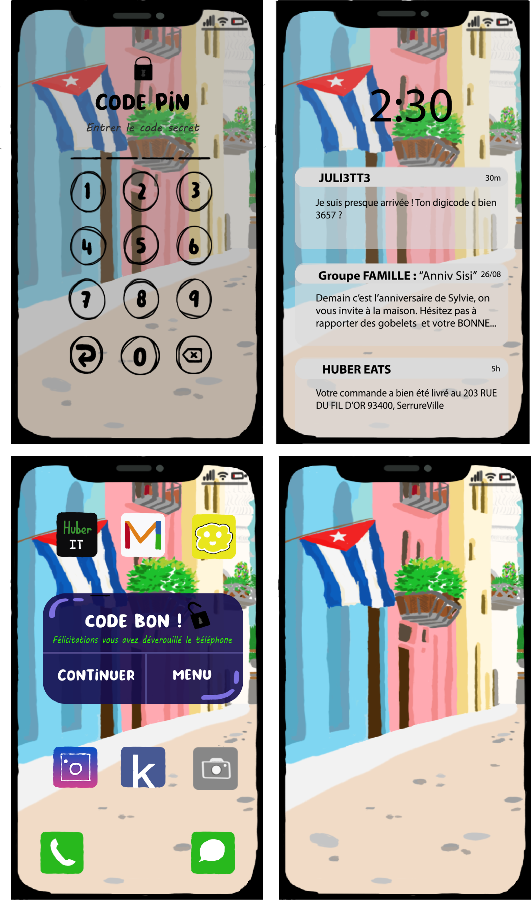 CODE PiN
Entrer le code secret
1 2 3
4 5 6
7 8 9
0
2:30
JULI3TT3 30m
Je suis presque arrivée ! Ton digicode c bien
3657 ?
Groupe FAMILLE : “Anniv Sisi” 26/08
Demain c’est l’anniversaire de Sylvie, on
vous invite à la maison. Hésitez pas à
rapporter des gobelets et votre BONNE...
HUBER EATS 5h
Votre commande a bien été livré au 203 RUE
DU FIL D’OR 93400, SerrureVille
Huber
IT
M
CODE BON !
Félicitations vous avez déverouillé le téléphone
CONTiNUER MENU
k